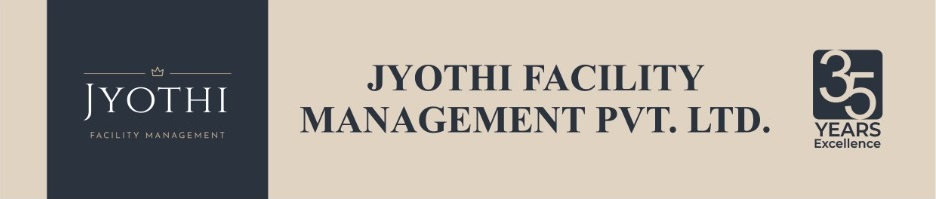 JYOTHI
FACILITY MANAGEMENT
JYOTHI FACILITY
MANAGEMENT PVT. LTD.
35
YEARS
Excellence